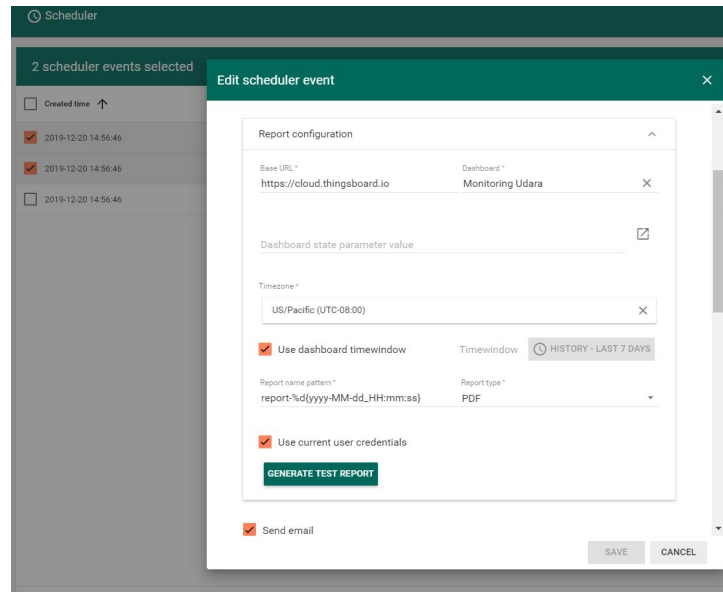 Scheduler
2 scheduler events selected
Created time
2019-12-20 14:56:46
2019-12-20 14:56:46
2019-12-20 14:56:46
Edit scheduler event
Report configuration
Base URL *
Dashboard *
https://cloud.thingsboard.io
Monitoring Udara
Dashboard state parameter value
Timezone *
US/Pacific (UTC-08:00)
Use dashboard timewindow
Timewindow
HISTORY - LAST 7 DAYS
Report name pattern *
Report type *
report-%d{yyyy-MM-dd_HH:mm:ss}
PDF
Use current user credentials
GENERATE TEST REPORT
Send email
SAVE
CANCEL